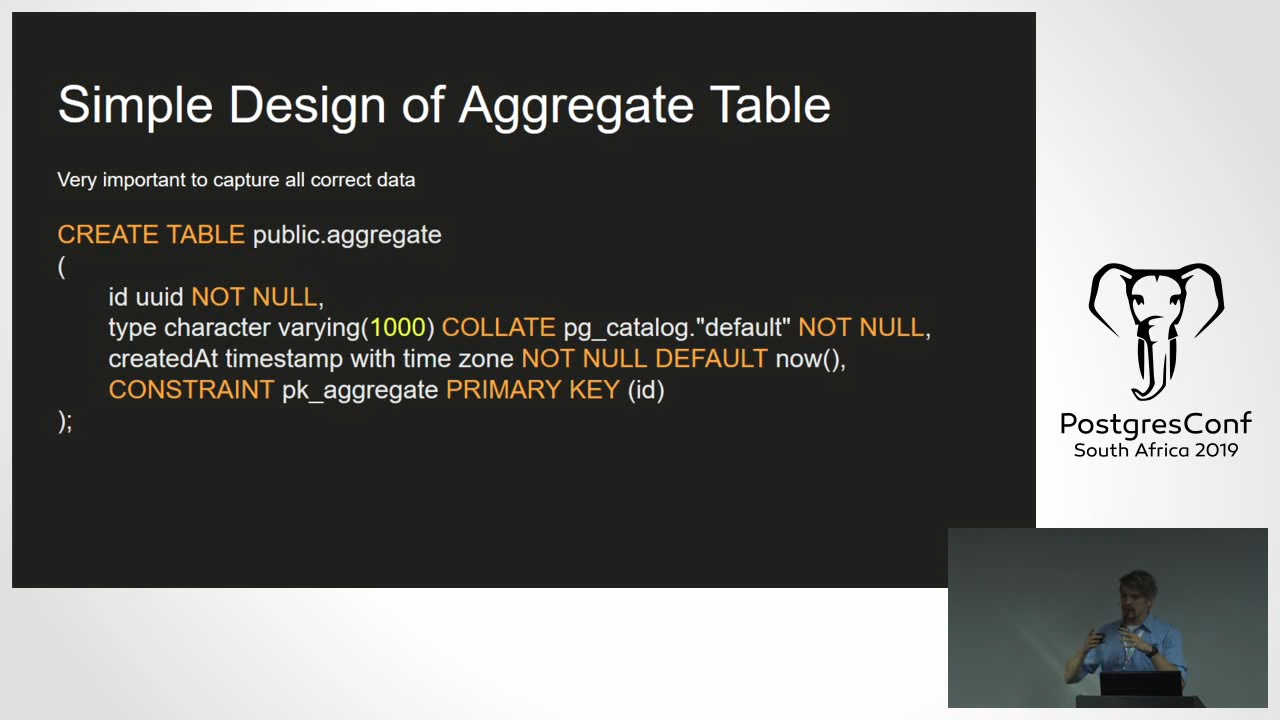 Simple Design of Aggregate Table
Very important to capture all correct data
CREATE TABLE public.aggregate
(
id uuid NOT NULL,
type character varying(1000) COLLATE pg_catalog."default" NOT NULL,
createdAt timestamp with time zone NOT NULL DEFAULT now(),
CONSTRAINT pk_aggregate PRIMARY KEY (id)
);
PostgresConf
South Africa 2019